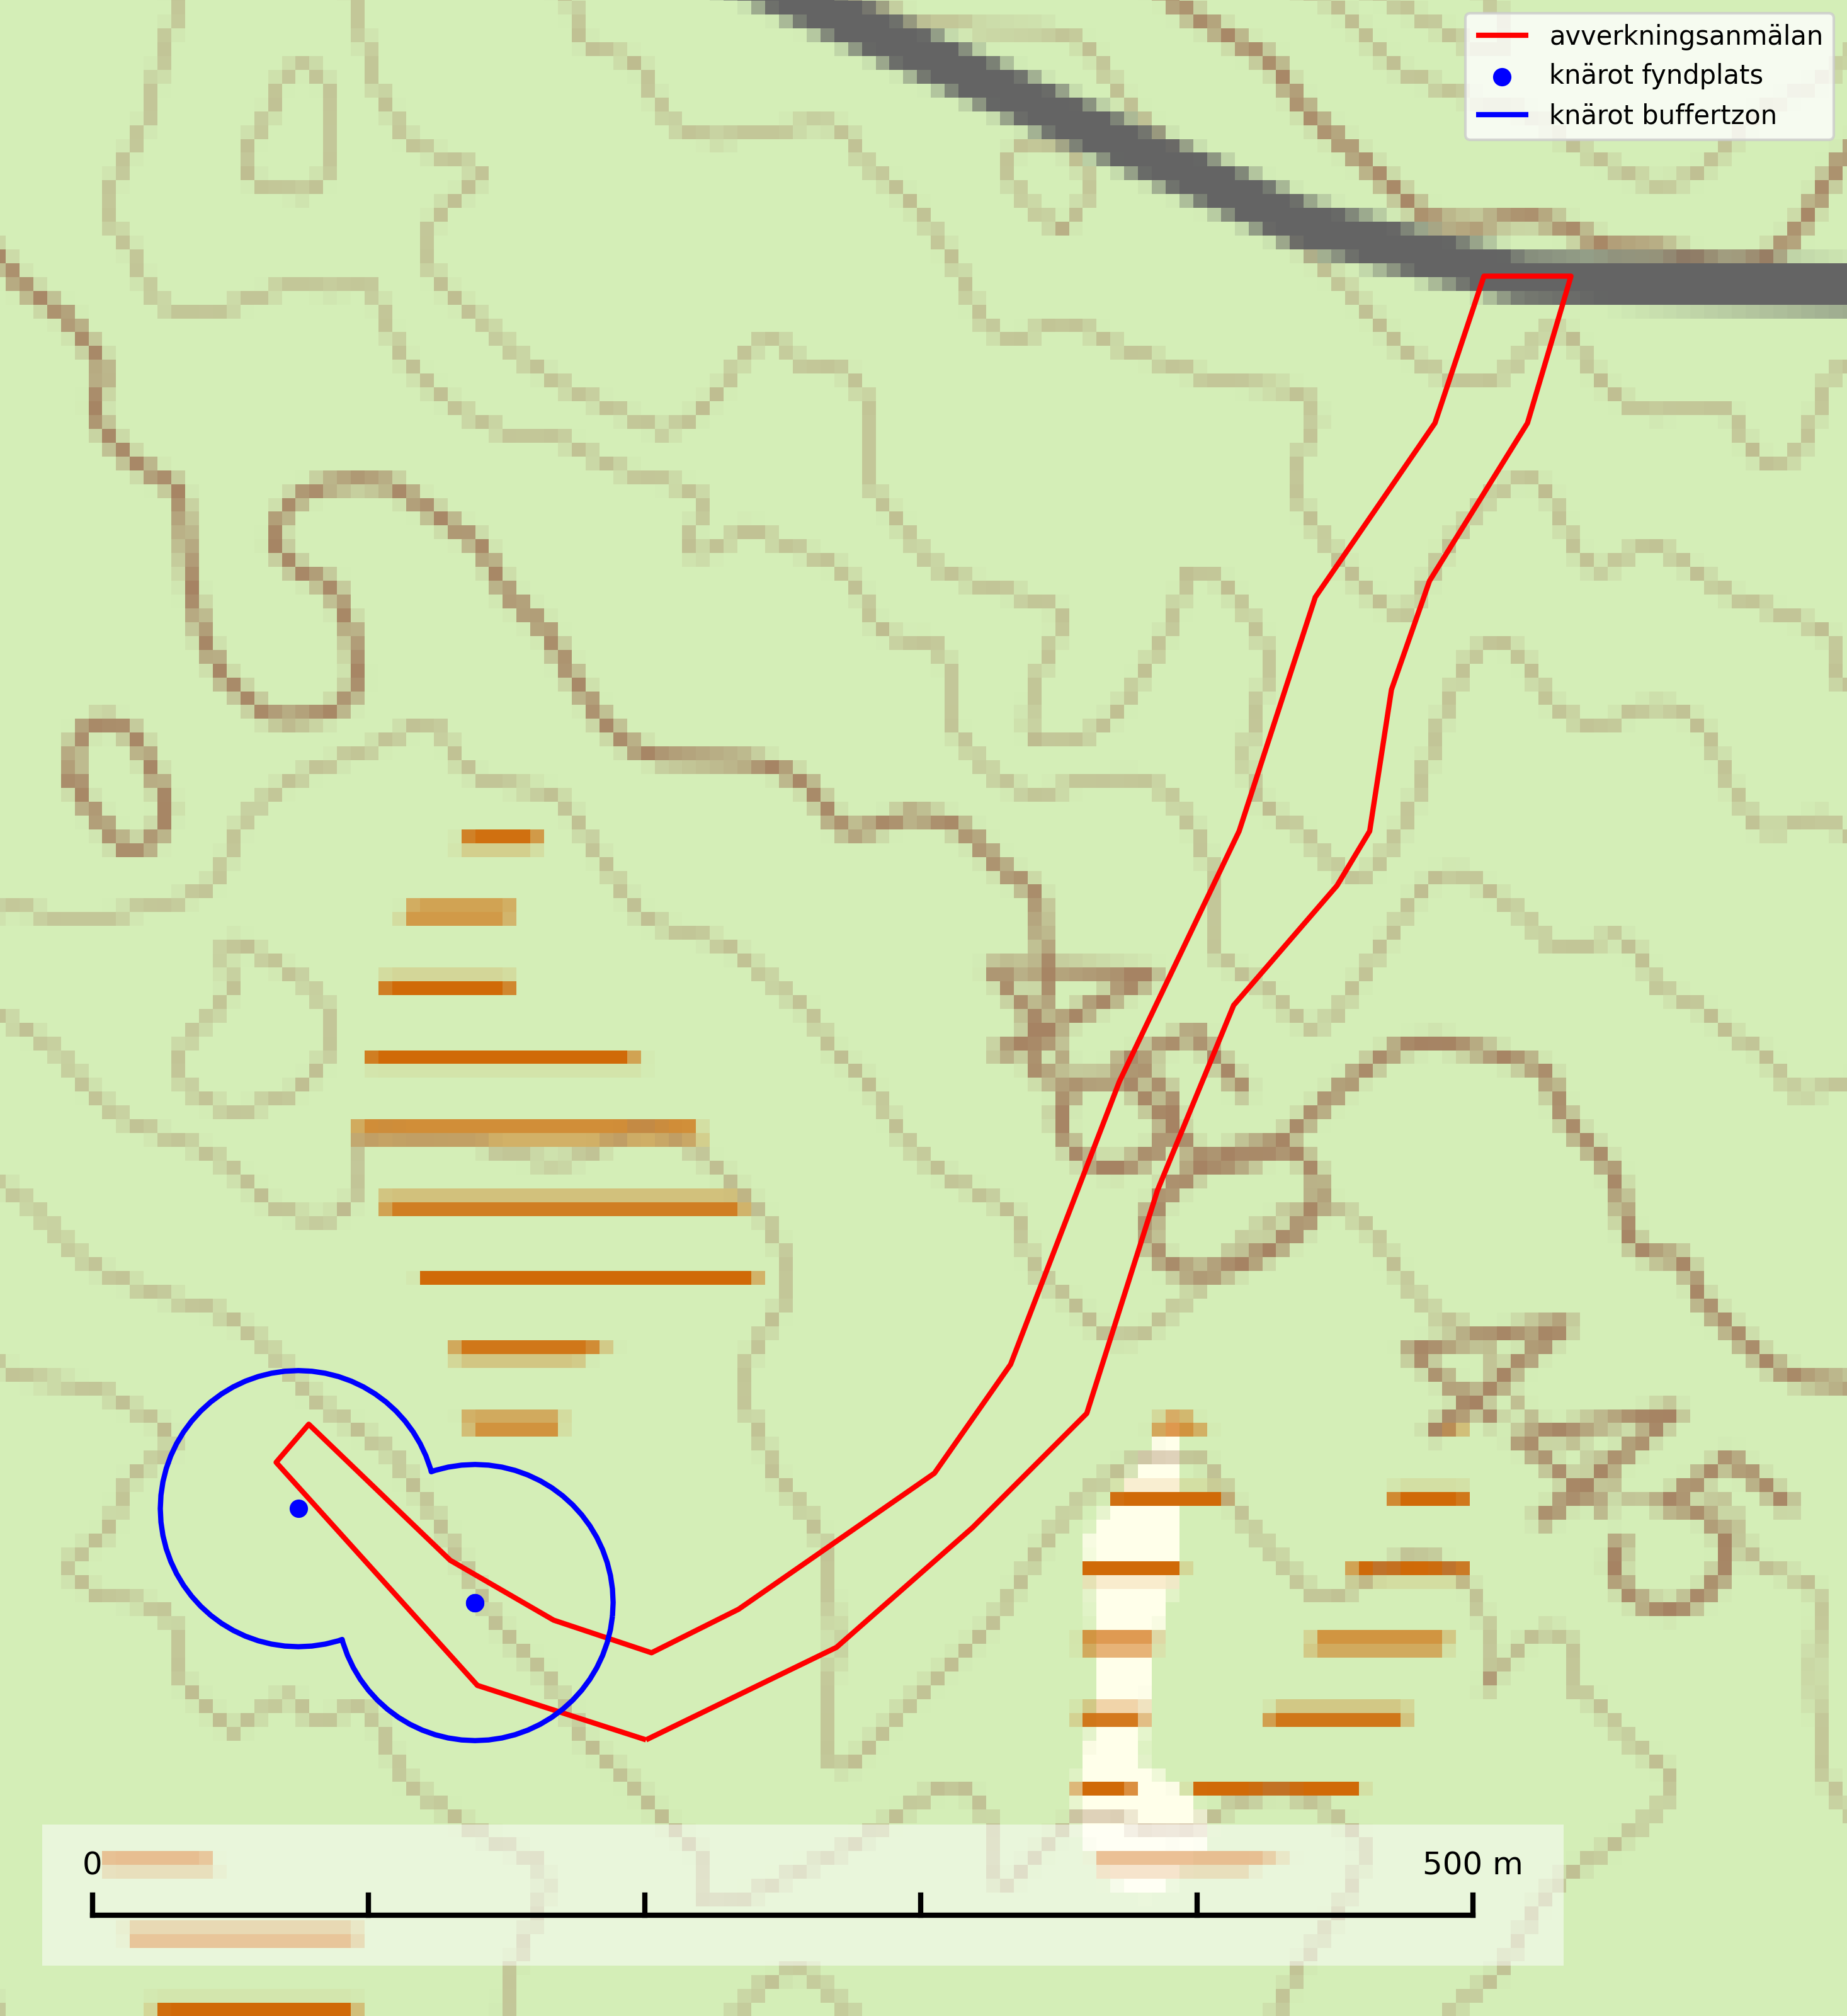 avverkningsanmälan
knärot fyndplats
knärot buffertzon
0
500 m